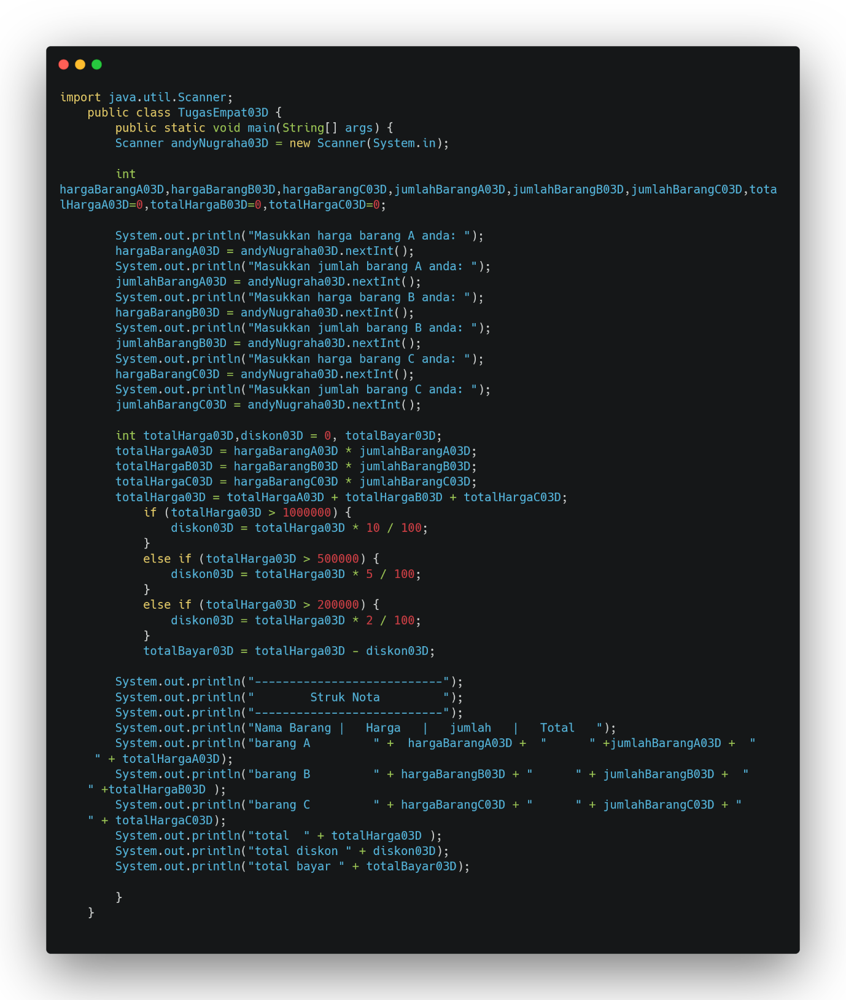 import java.util.Scanner;
    public class TugasEmpat03D {
        public static void main(String[] args) {
        Scanner andyNugraha03D = new Scanner(System.in);

        int
hargaBarangA03D,hargaBarangB03D,hargaBarangC03D,jumlahBarangA03D,jumlahBarangB03D,jumlahBarangC03D,tota
lHargaA03D=0,totalHargaB03D=0,totalHargaC03D=0;

        System.out.println("Masukkan harga barang A anda: ");
        hargaBarangA03D = andyNugraha03D.nextInt();
        System.out.println("Masukkan jumlah barang A anda: ");
        jumlahBarangA03D = andyNugraha03D.nextInt();
        System.out.println("Masukkan harga barang B anda: ");
        hargaBarangB03D = andyNugraha03D.nextInt();
        System.out.println("Masukkan jumlah barang B anda: ");
        jumlahBarangB03D = andyNugraha03D.nextInt();
        System.out.println("Masukkan harga barang C anda: ");
        hargaBarangC03D = andyNugraha03D.nextInt();
        System.out.println("Masukkan jumlah barang C anda: ");
        jumlahBarangC03D = andyNugraha03D.nextInt();

        int totalHarga03D,diskon03D = 0, totalBayar03D;
        totalHargaA03D = hargaBarangA03D * jumlahBarangA03D;
        totalHargaB03D = hargaBarangB03D * jumlahBarangB03D;
        totalHargaC03D = hargaBarangC03D * jumlahBarangC03D;
        totalHarga03D = totalHargaA03D + totalHargaB03D + totalHargaC03D;
            if (totalHarga03D > 1000000) {
                diskon03D = totalHarga03D * 10 / 100;
            }
            else if (totalHarga03D > 500000) {
                diskon03D = totalHarga03D * 5 / 100;
            }
            else if (totalHarga03D > 200000) {
                diskon03D = totalHarga03D * 2 / 100;
            }
            totalBayar03D = totalHarga03D - diskon03D;

        System.out.println("---------------------------");
        System.out.println("        Struk Nota         ");
        System.out.println("---------------------------");
        System.out.println("Nama Barang |   Harga   |   jumlah   |   Total   ");
        System.out.println("barang A         " +  hargaBarangA03D +  "      " +jumlahBarangA03D +  "
     " + totalHargaA03D);
        System.out.println("barang B         " + hargaBarangB03D + "      " + jumlahBarangB03D +  "
    " +totalHargaB03D );
        System.out.println("barang C         " + hargaBarangC03D + "      " + jumlahBarangC03D + "
    " + totalHargaC03D);
        System.out.println("total  " + totalHarga03D );
        System.out.println("total diskon " + diskon03D);
        System.out.println("total bayar " + totalBayar03D);

        }
    }